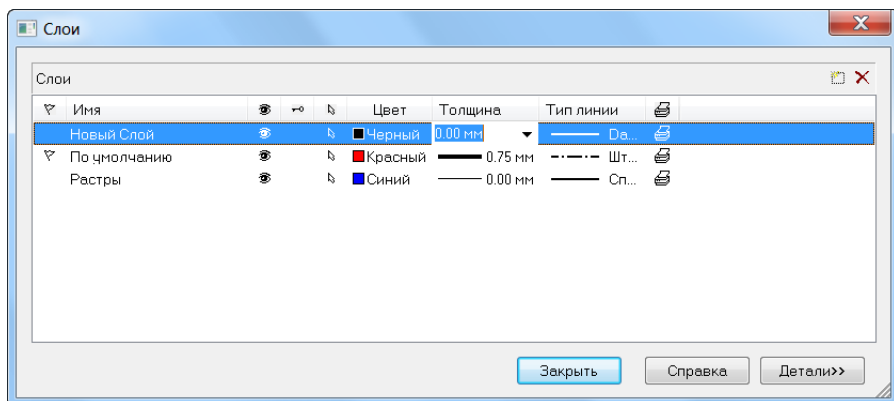 Слои
Слои
Имя Цвет Толщина Тип линии
Новый Слой Черный 0.00 мм Da...
По умолчанию Красный 0.75 мм Шт...
Растры Синий 0.00 мм Сп...
Закрыть Справка Детали>>